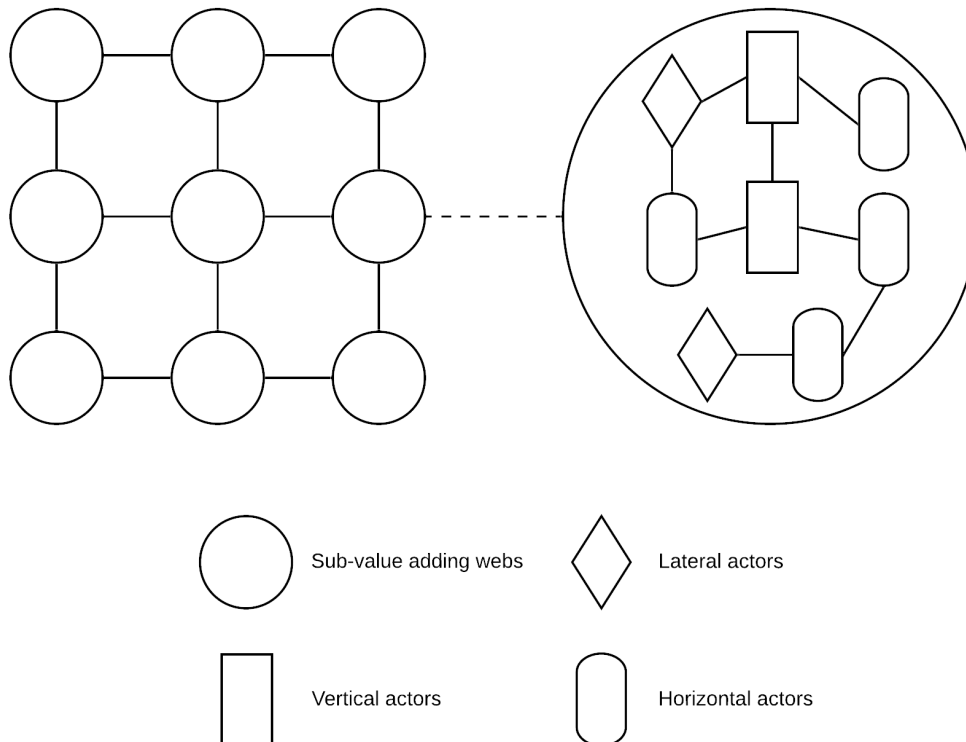 Sub-value adding webs
Lateral actors
Vertical actors
Horizontal actors